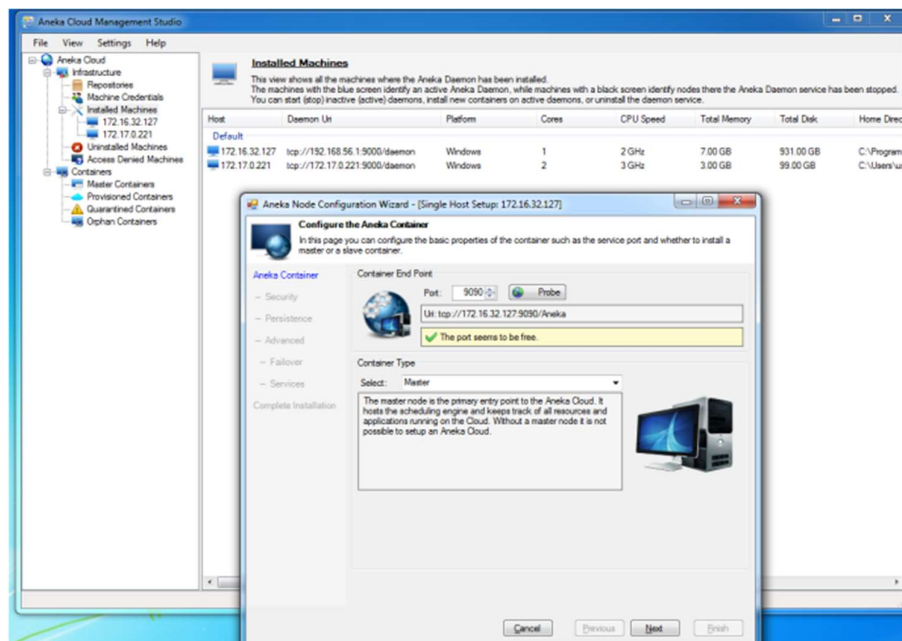 Aneka Cloud Management Studio
File View Settings Help
Aneka Cloud
Infrastructure
Repositories
Machine Credentials
Installed Machines
172.16.32.127
172.17.0.221
Uninstalled Machines
Access Denied Machines
Containers
Master Containers
Provisioned Containers
Quarantined Containers
Orphan Containers
Installed Machines
This view shows all the machines where the Aneka Daemon has been installed.
The machines with the blue screen identify an active Aneka Daemon, while machines with a black screen identify nodes there the Aneka Daemon service has been stopped.
You can start (stop) inactive (active) daemons, install new containers on active daemons, or uninstall the daemon service.
Host Daemon Uri Platform Cores CPU Speed Total Memory Total Disk Home Direc
Default
172.16.32.127 tcp://192.168.56.1:9000/daemon Windows 1 2 GHz 7.00 GB 931.00 GB C:\Program
172.17.0.221 tcp://172.17.0.221:9000/daemon Windows 2 3 GHz 3.00 GB 99.00 GB C:\Users\u
Aneka Node Configuration Wizard - [Single Host Setup: 172.16.32.127]
Configure the Aneka Container
In this page you can configure the basic properties of the container such as the service port and whether to install a
master or a slave container.
Aneka Container
– Security
– Persistence
– Advanced
– Failover
– Services
Complete Installation
Container End Point
Port: 9090 Probe
Uri: tcp://172.16.32.127:9090/Aneka
The port seems to be free.
Container Type
Select: Master
The master node is the primary entry point to the Aneka Cloud. It
hosts the scheduling engine and keeps track of all resources and
applications running on the Cloud. Without a master node it is not
possible to setup an Aneka Cloud.
Cancel Previous Next Finish